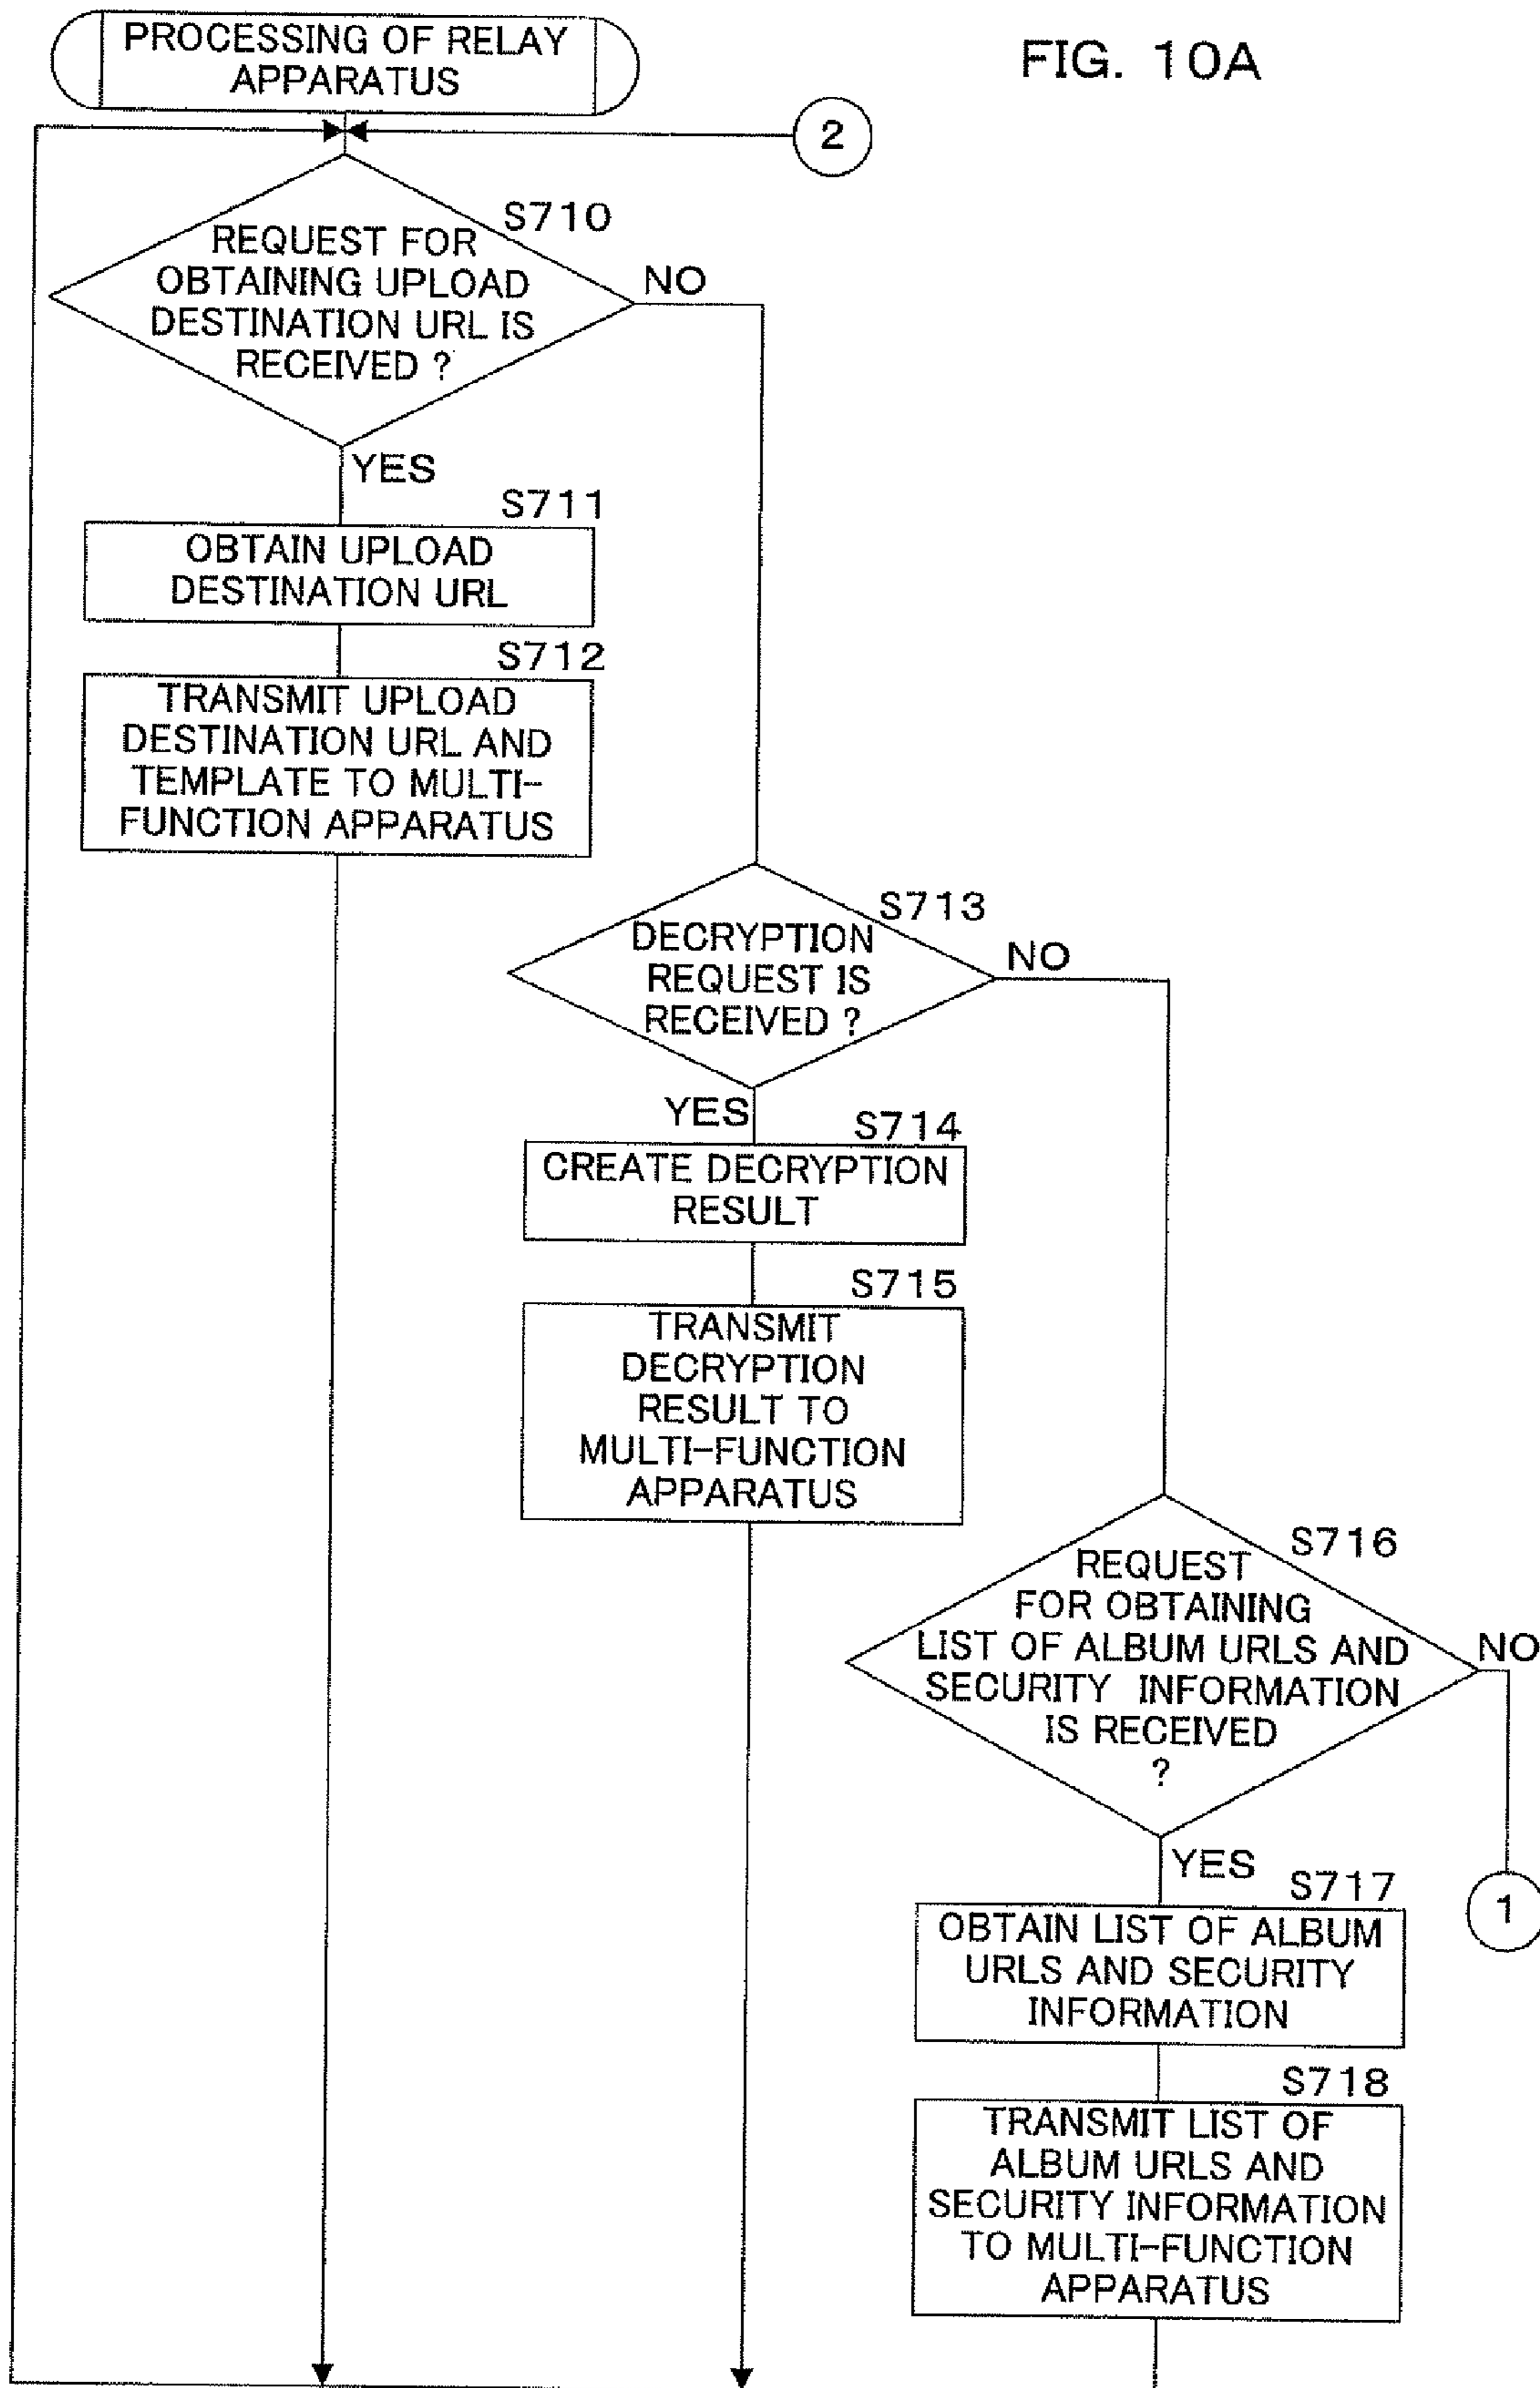 PROCESSING OF RELAY
APPARATUS
FIG. 10A
2
S710
REQUEST FOR
OBTAINING UPLOAD
DESTINATION URL IS
RECEIVED ?
NO
YES
S711
OBTAIN UPLOAD
DESTINATION URL
S712
TRANSMIT UPLOAD
DESTINATION URL AND
TEMPLATE TO MULTI-
FUNCTION APPARATUS
S713
DECRYPTION
REQUEST IS
RECEIVED ?
NO
YES
S714
CREATE DECRYPTION
RESULT
S715
TRANSMIT
DECRYPTION
RESULT TO
MULTI-FUNCTION
APPARATUS
S716
REQUEST
FOR OBTAINING
LIST OF ALBUM URLS AND
SECURITY INFORMATION
IS RECEIVED
?
NO
YES
1
S717
OBTAIN LIST OF ALBUM
URLS AND SECURITY
INFORMATION
S718
TRANSMIT LIST OF
ALBUM URLS AND
SECURITY INFORMATION
TO MULTI-FUNCTION
APPARATUS